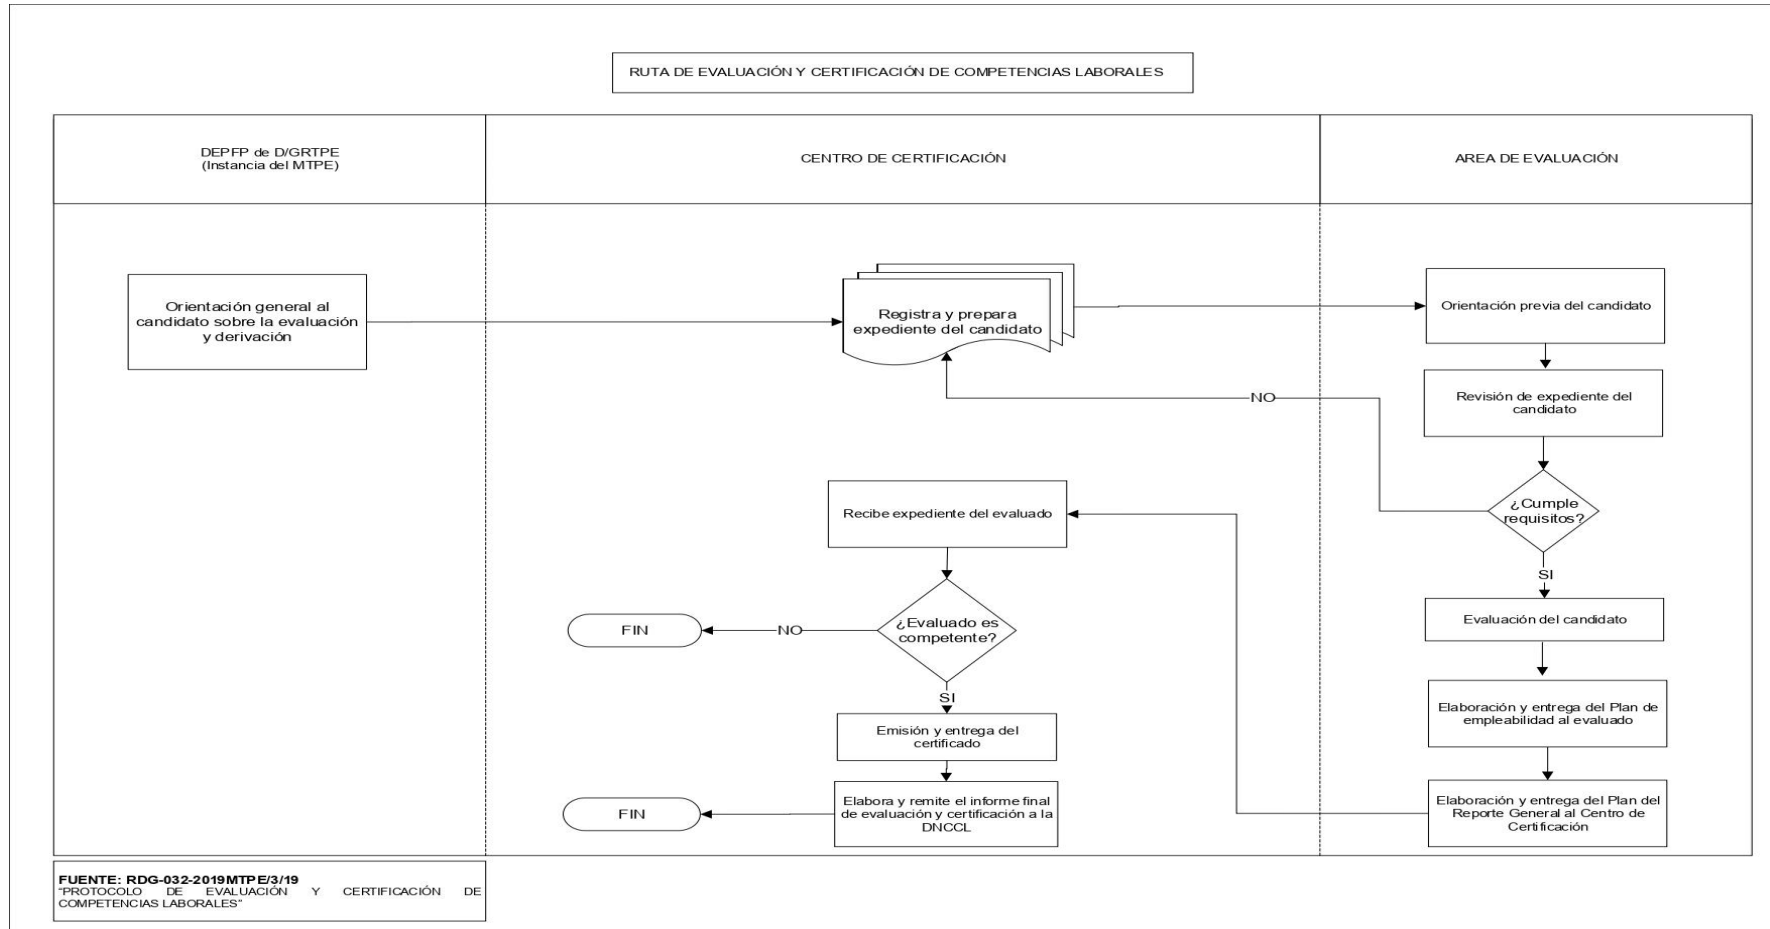 RUTA DE EVALUACIÓN Y CERTIFICACIÓN DE COMPETENCIAS LABORALES
DEPFP de D/GRTPE
(Instancia del MTPE)
CENTRO DE CERTIFICACIÓN
AREA DE EVALUACIÓN
Orientación general al
candidato sobre la evaluación
y derivación
Registra y prepara
expediente del candidato
Orientación previa del candidato
Revisión de expediente del
candidato
NO
¿Cumple
requisitos?
SI
Evaluación del candidato
Elaboración y entrega del Plan de
empleabilidad al evaluado
Elaboración y entrega del Plan del
Reporte General al Centro de
Certificación
Recibe expediente del evaluado
¿Evaluado es
competente?
NO
FIN
SI
Emisión y entrega del
certificado
Elabora y remite el informe final
de evaluación y certificación a la
DNCCL
FIN
FUENTE: RDG-032-2019MTPE/3/19
"PROTOCOLO DE EVALUACIÓN Y CERTIFICACIÓN DE
COMPETENCIAS LABORALES"